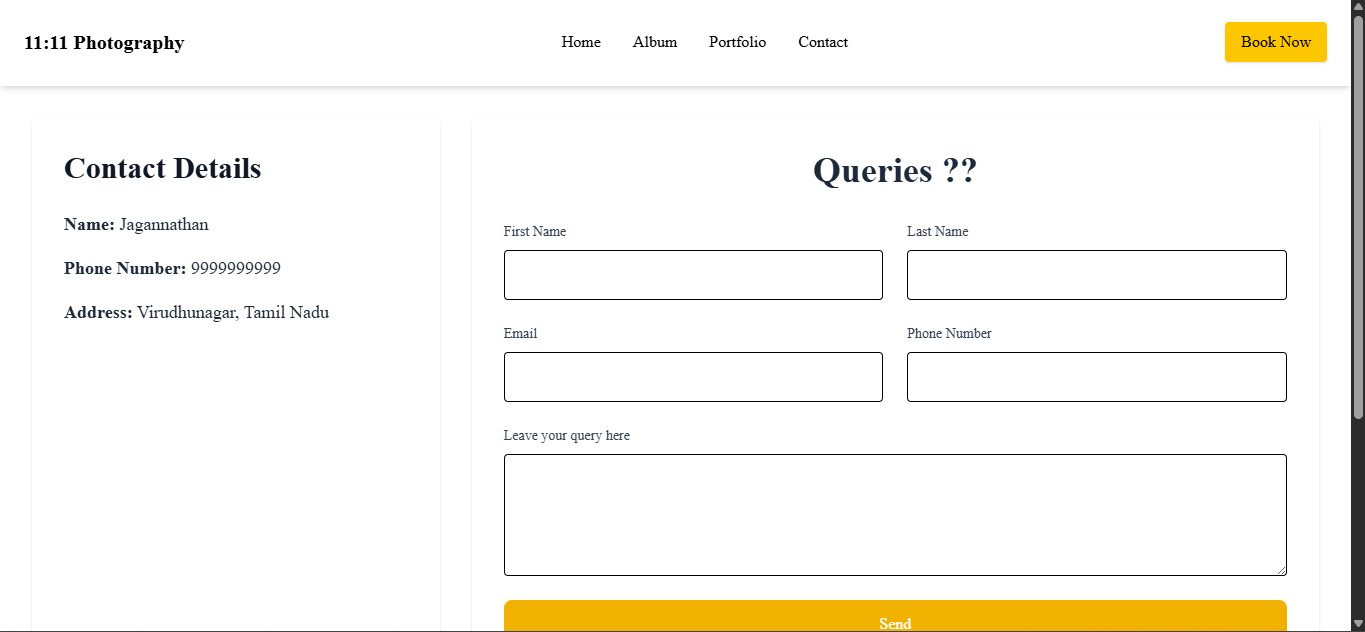 11:11 Photography
Home Album Portfolio Contact
Book Now
Contact Details
Name: Jagannathan
Phone Number: 9999999999
Address: Virudhunagar, Tamil Nadu
Queries ??
First Name
Last Name
Email
Phone Number
Leave your query here
Send